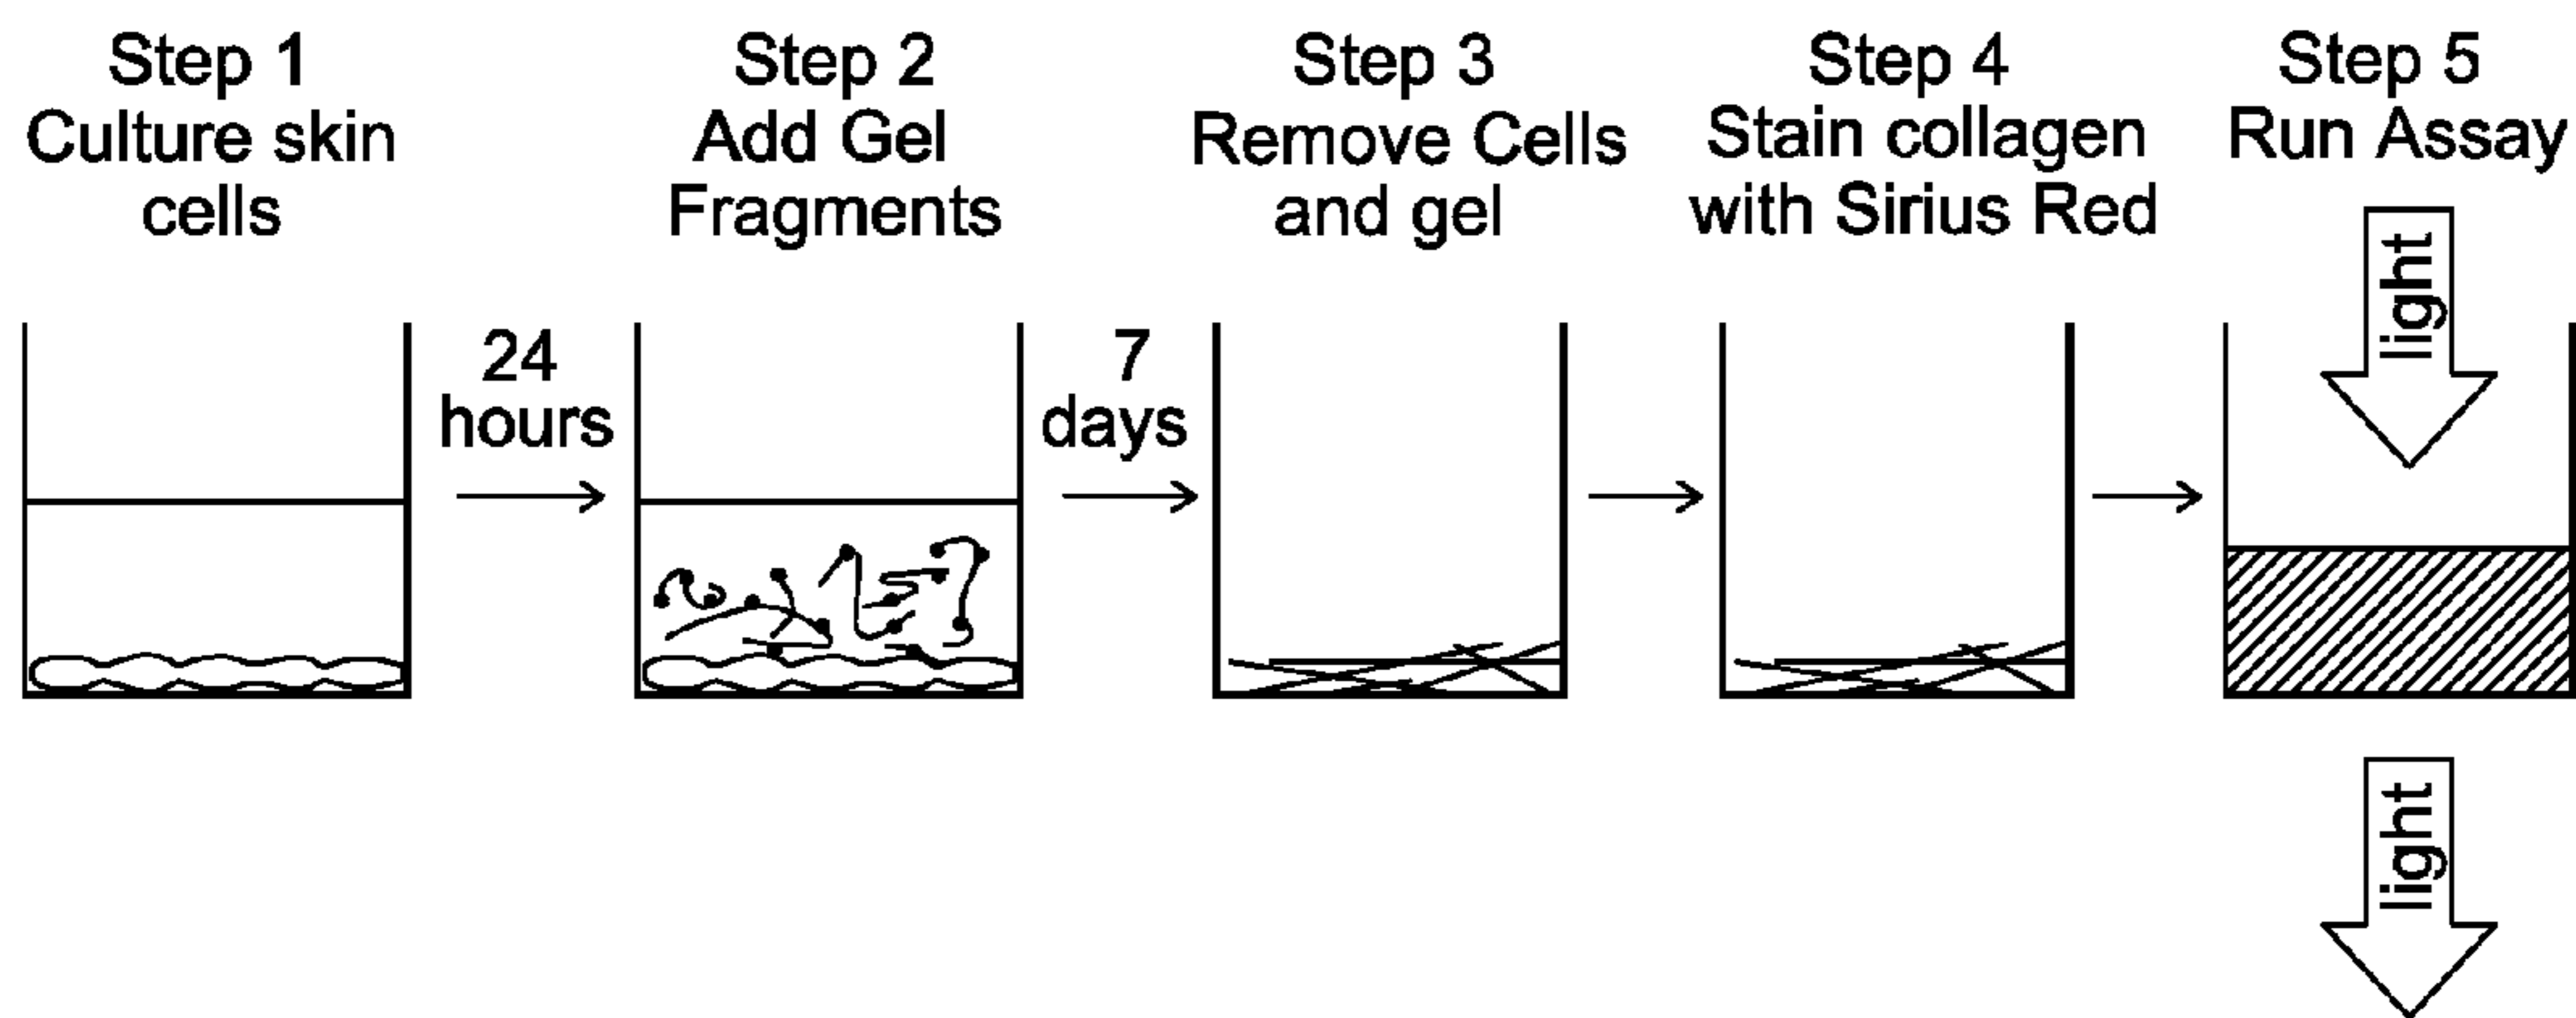 Step 1
Culture skin
cells
24
hours
Step 2
Add Gel
Fragments
7
days
Step 3
Remove Cells
and gel
Step 4
Stain collagen
with Sirius Red
Step 5
Run Assay
light
light